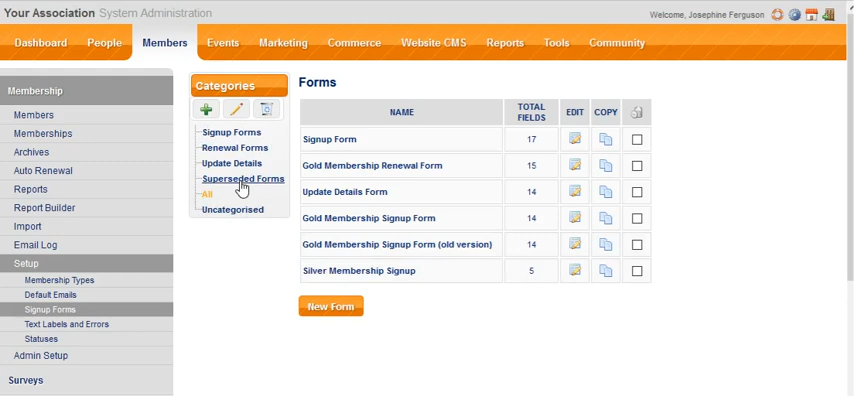 Your Association System Administration
Welcome, Josephine Ferguson
Dashboard People Members Events Marketing Commerce Website CMS Reports Tools Community
Membership
Members
Memberships
Archives
Auto Renewal
Reports
Report Builder
Import
Email Log
Setup
Membership Types
Default Emails
Signup Forms
Text Labels and Errors
Statuses
Admin Setup
Surveys
Categories
Signup Forms
Renewal Forms
Update Details
Superseded Forms
All
Uncategorised
Forms
NAME TOTAL FIELDS EDIT COPY
Signup Form 17
Gold Membership Renewal Form 15
Update Details Form 14
Gold Membership Signup Form 14
Gold Membership Signup Form (old version) 14
Silver Membership Signup 5
New Form